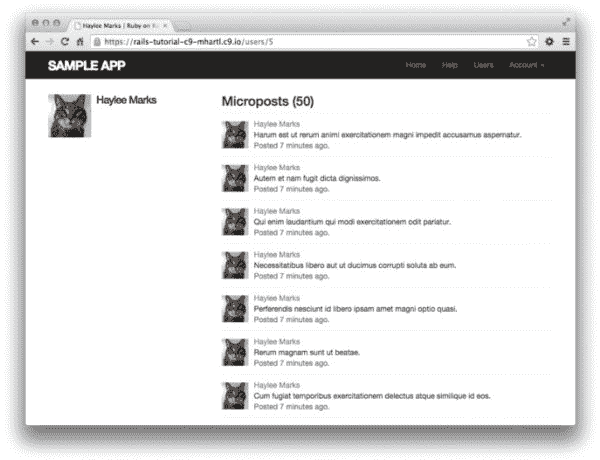 Haylee Marks | Ruby on R
https://rails-tutorial-c9-mhartl.c9.io/users/5
SAMPLE APP
Home Help Users Account
Haylee Marks
Microposts (50)
Haylee Marks
Harum est ut rerum animi exercitationem magni impedit accusamus aspernatur.
Posted 7 minutes ago.
Haylee Marks
Autem et nam fugit dicta dignissimos.
Posted 7 minutes ago.
Haylee Marks
Qui enim laudantium qui modi exercitationem odit pariatur.
Posted 7 minutes ago.
Haylee Marks
Necessitatibus libero aut ut ducimus corrupti soluta ab eum.
Posted 7 minutes ago.
Haylee Marks
Perferendis nesciunt id libero ipsam amet magni optio quasi.
Posted 7 minutes ago.
Haylee Marks
Rerum magnam sunt ut beatae.
Posted 7 minutes ago.
Haylee Marks
Cum fugiat temporibus exercitationem delectus atque similique id eos.
Posted 7 minutes ago.